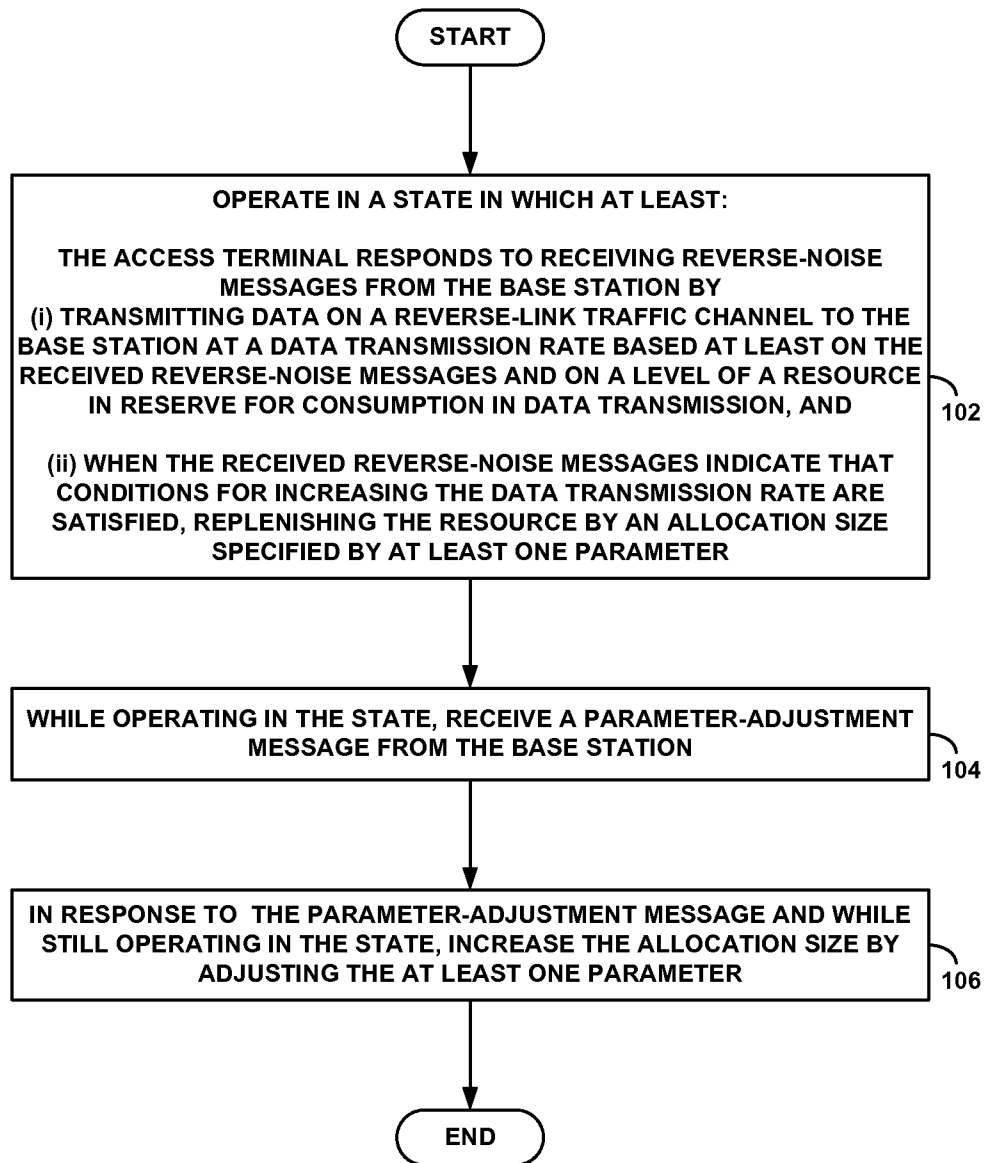 START
OPERATE IN A STATE IN WHICH AT LEAST:
THE ACCESS TERMINAL RESPONDS TO RECEIVING REVERSE-NOISE
MESSAGES FROM THE BASE STATION BY
(i) TRANSMITTING DATA ON A REVERSE-LINK TRAFFIC CHANNEL TO THE
BASE STATION AT A DATA TRANSMISSION RATE BASED AT LEAST ON THE
RECEIVED REVERSE-NOISE MESSAGES AND ON A LEVEL OF A RESOURCE
IN RESERVE FOR CONSUMPTION IN DATA TRANSMISSION, AND
(ii) WHEN THE RECEIVED REVERSE-NOISE MESSAGES INDICATE THAT
CONDITIONS FOR INCREASING THE DATA TRANSMISSION RATE ARE
SATISFIED, REPLENISHING THE RESOURCE BY AN ALLOCATION SIZE
SPECIFIED BY AT LEAST ONE PARAMETER
102
WHILE OPERATING IN THE STATE, RECEIVE A PARAMETER-ADJUSTMENT
MESSAGE FROM THE BASE STATION
104
IN RESPONSE TO THE PARAMETER-ADJUSTMENT MESSAGE AND WHILE
STILL OPERATING IN THE STATE, INCREASE THE ALLOCATION SIZE BY
ADJUSTING THE AT LEAST ONE PARAMETER
106
END